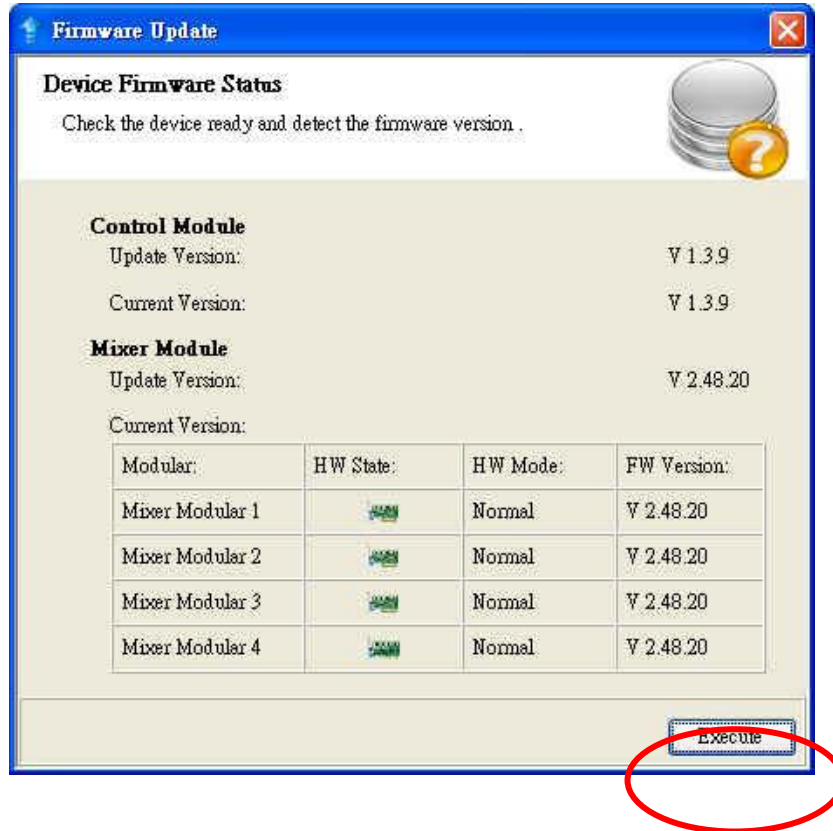 Firmware Update
Device Firmware Status
Check the device ready and detect the firmware version .
Control Module
Update Version: V 1.3.9
Current Version: V 1.3.9
Mixer Module
Update Version: V 2.48.20
Current Version:
Modular: HW State: HW Mode: FW Version:
Mixer Modular 1 Normal V 2.48.20
Mixer Modular 2 Normal V 2.48.20
Mixer Modular 3 Normal V 2.48.20
Mixer Modular 4 Normal V 2.48.20
Execute